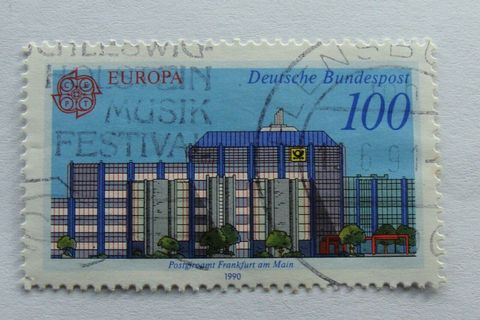 EUROPA
Deutsche Bundespost
100
SCHLESWIG-
HOLSTEIN
MUSIK
FESTIVAL
Postgiroamt Frankfurt am Main
1990